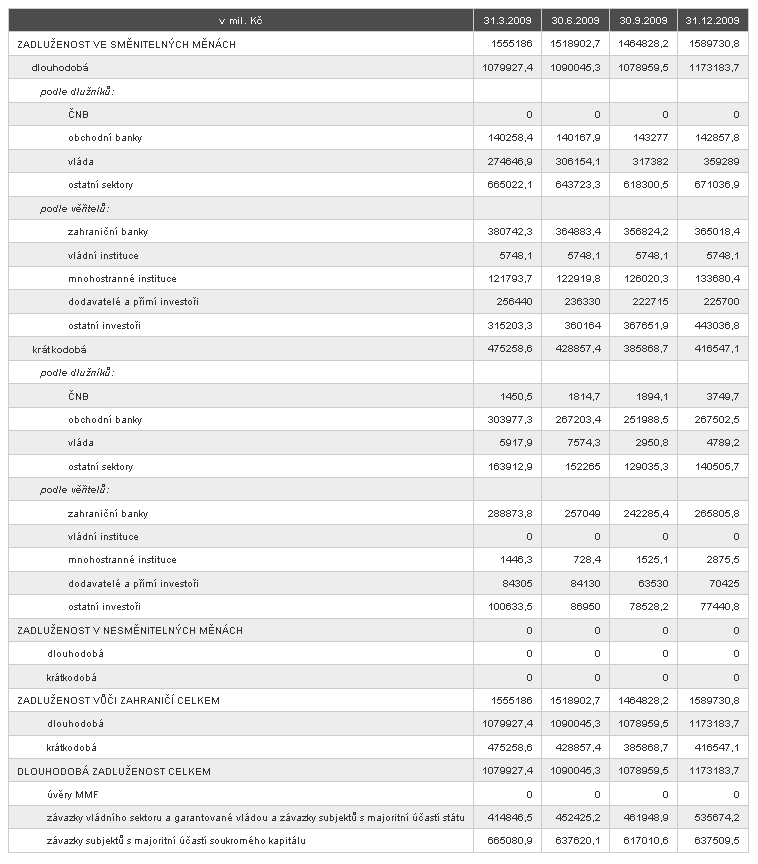 v mil. Kč 31.3.2009 30.6.2009 30.9.2009 31.12.2009
ZADLUŽENOST VE SMĚNITELNÝCH MĚNÁCH 1555186 1518902,7 1464828,2 1589730,8
dlouhodobá 1079927,4 1090045,3 1078959,5 1173183,7
podle dlužníků:
ČNB 0 0 0 0
obchodní banky 140258,4 140167,9 143277 142857,8
vláda 274646,9 306154,1 317382 359289
ostatní sektory 665022,1 643723,3 618300,5 671036,9
podle věřitelů:
zahraniční banky 380742,3 364883,4 356824,2 365018,4
vládní instituce 5748,1 5748,1 5748,1 5748,1
mnohostranné instituce 121793,7 122919,8 126020,3 133680,4
dodavatelé a přímí investoři 256440 236330 222715 225700
ostatní investoři 315203,3 360164 367651,9 443036,8
krátkodobá 475258,6 428857,4 385868,7 416547,1
podle dlužníků:
ČNB 1450,5 1814,7 1894,1 3749,7
obchodní banky 303977,3 267203,4 251988,5 267502,5
vláda 5917,9 7574,3 2950,8 4789,2
ostatní sektory 163912,9 152265 129035,3 140505,7
podle věřitelů:
zahraniční banky 288873,8 257049 242285,4 265805,8
vládní instituce 0 0 0 0
mnohostranné instituce 1446,3 728,4 1525,1 2875,5
dodavatelé a přímí investoři 84305 84130 63530 70425
ostatní investoři 100633,5 86950 78528,2 77440,8
ZADLUŽENOST V NESMĚNITELNÝCH MĚNÁCH 0 0 0 0
dlouhodobá 0 0 0 0
krátkodobá 0 0 0 0
ZADLUŽENOST VŮČI ZAHRANIČÍ CELKEM 1555186 1518902,7 1464828,2 1589730,8
dlouhodobá 1079927,4 1090045,3 1078959,5 1173183,7
krátkodobá 475258,6 428857,4 385868,7 416547,1
DLOUHODOBÁ ZADLUŽENOST CELKEM 1079927,4 1090045,3 1078959,5 1173183,7
úvěry MMF 0 0 0 0
závazky vládního sektoru a garantované vládou a závazky subjektů s majoritní účastí státu 414846,5 452425,2 461948,9 535674,2
závazky subjektů s majoritní účastí soukromého kapitálu 665080,9 637620,1 617010,6 637509,5